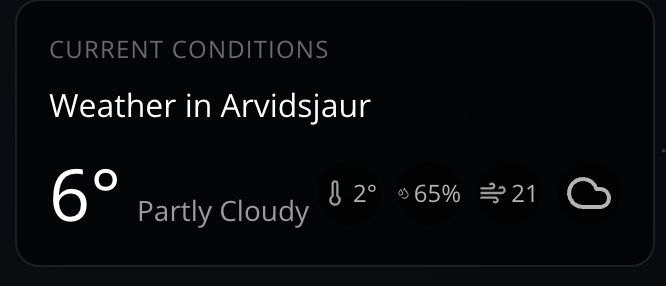 CURRENT CONDITIONS
Weather in Arvidsjaur
6° Partly Cloudy 2° 65% 21